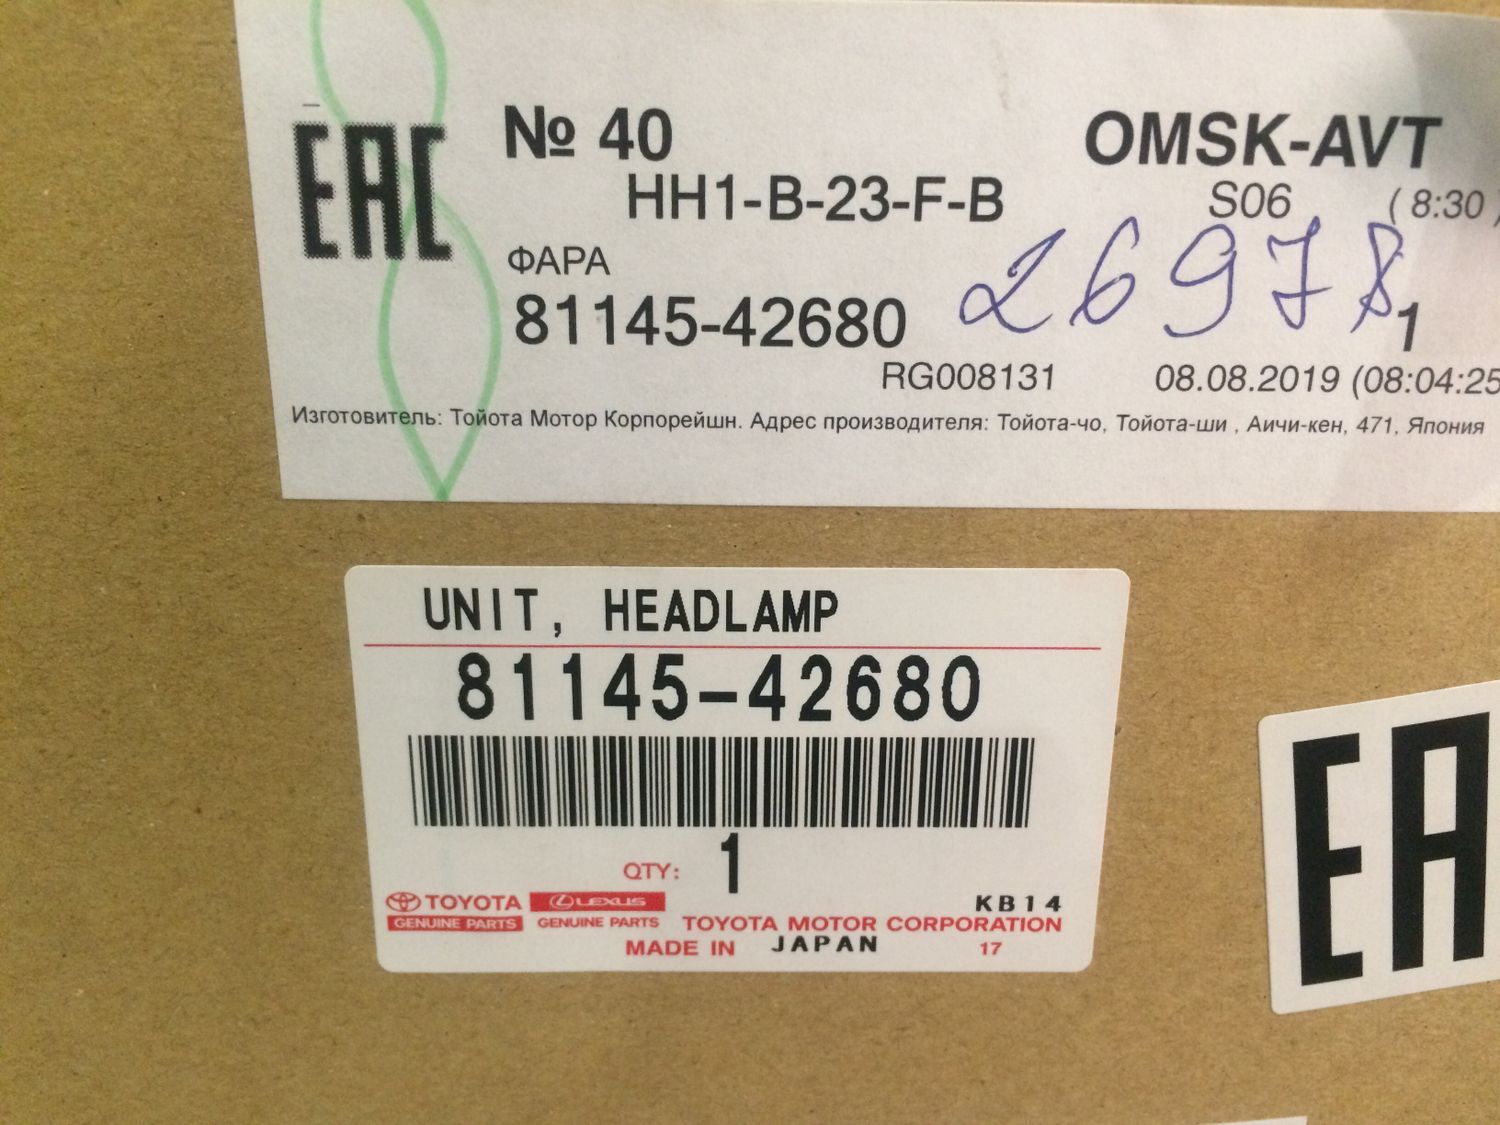 EAC
№ 40
OMSK-AVT
HH1-B-23-F-B
S06
( 8:30 )
ФАРА
26978
81145-42680
1
RG008131
08.08.2019 (08:04:25
Изготовитель: Тойота Мотор Корпорейшн. Адрес производителя: Тойота-чо, Тойота-ши , Аичи-кен, 471, Япония
UNIT, HEADLAMP
81145-42680
QTY: 1
TOYOTA
GENUINE PARTS
LEXUS
GENUINE PARTS
KB14
TOYOTA MOTOR CORPORATION
MADE IN JAPAN
17
EA